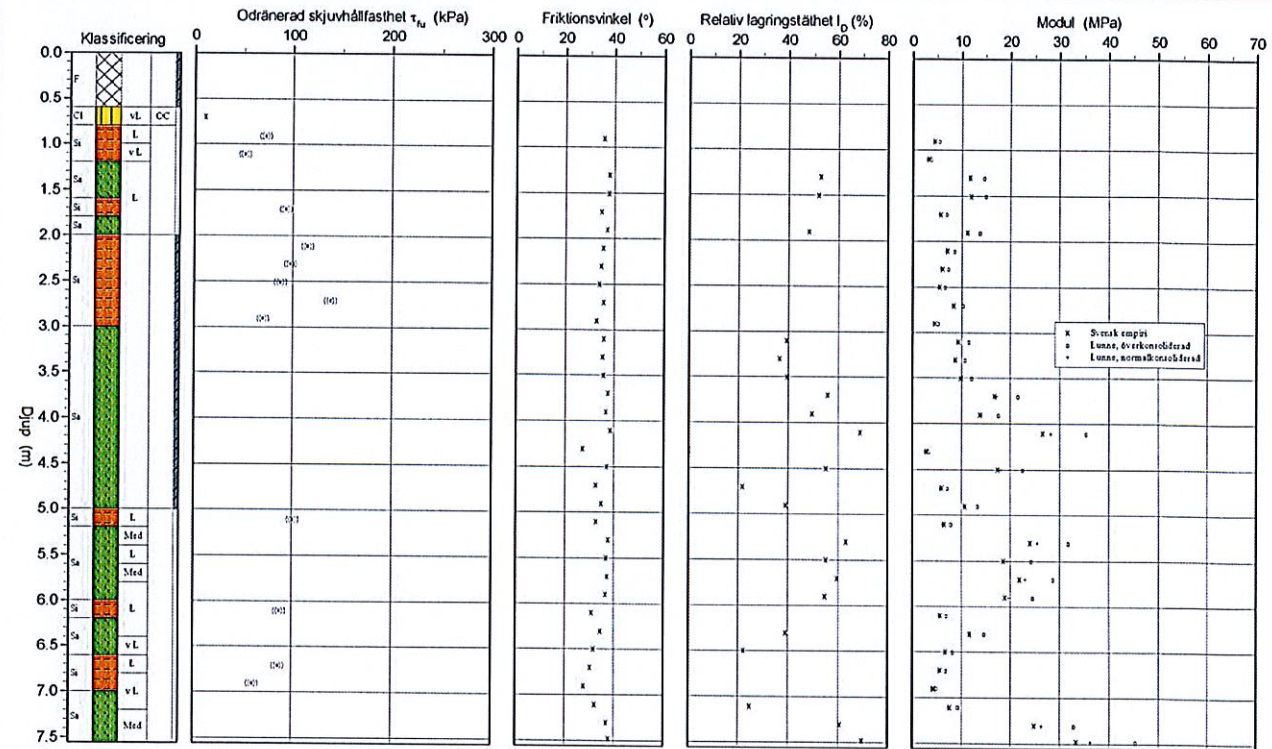 Klassificering
Odränerad skjuvhållfasthet τfu (kPa)
Friktionsvinkel (°)
Relativ lagringstäthet ID (%)
Modul (MPa)
0 100 200 300
0 20 40 60
0 20 40 60 80
0 10 20 30 40 50 60 70
Djup (m)
0.0
0.5
1.0
1.5
2.0
2.5
3.0
3.5
4.0
4.5
5.0
5.5
6.0
6.5
7.0
7.5
F
Cl vL CC
Si L
vL
Sa
L
Si
Sa
Si
Sa
Si L
Med
L
Sa
Med
Si L
Sa
vL
L
Si
vL
Sa
Med
x Svensk empiri
o Lunne, överkonsoliderad
+ Lunne, normalkonsoliderad